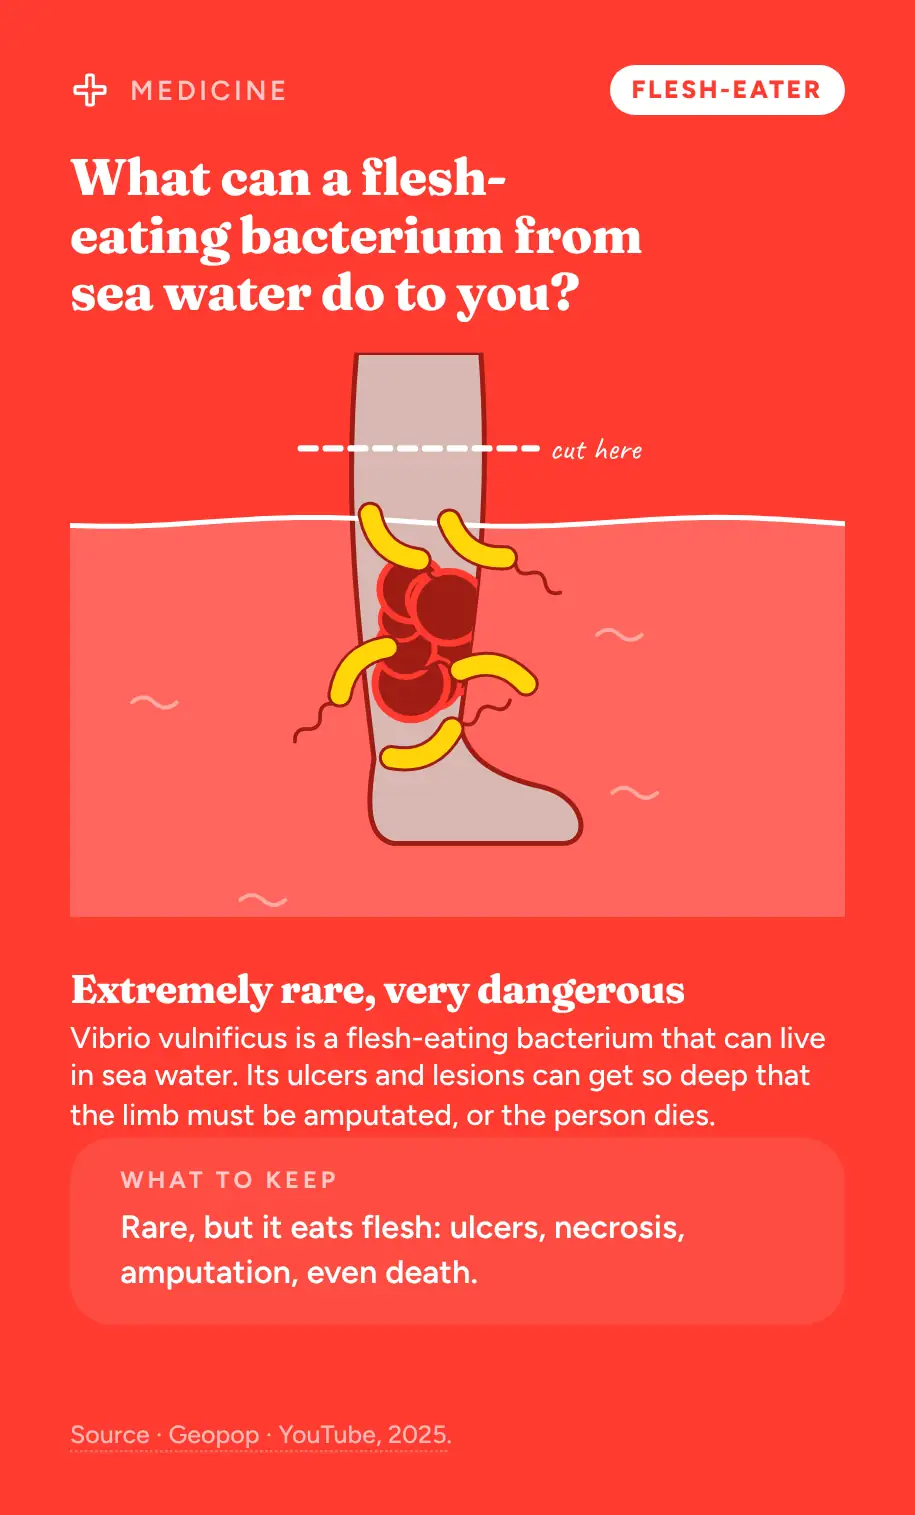 MEDICINE
FLESH-EATER
What can a flesh-
eating bacterium from
sea water do to you?
cut here
Extremely rare, very dangerous
Vibrio vulnificus is a flesh-eating bacterium that can live
in sea water. Its ulcers and lesions can get so deep that
the limb must be amputated, or the person dies.
WHAT TO KEEP
Rare, but it eats flesh: ulcers, necrosis,
amputation, even death.
Source · Geopop · YouTube, 2025.